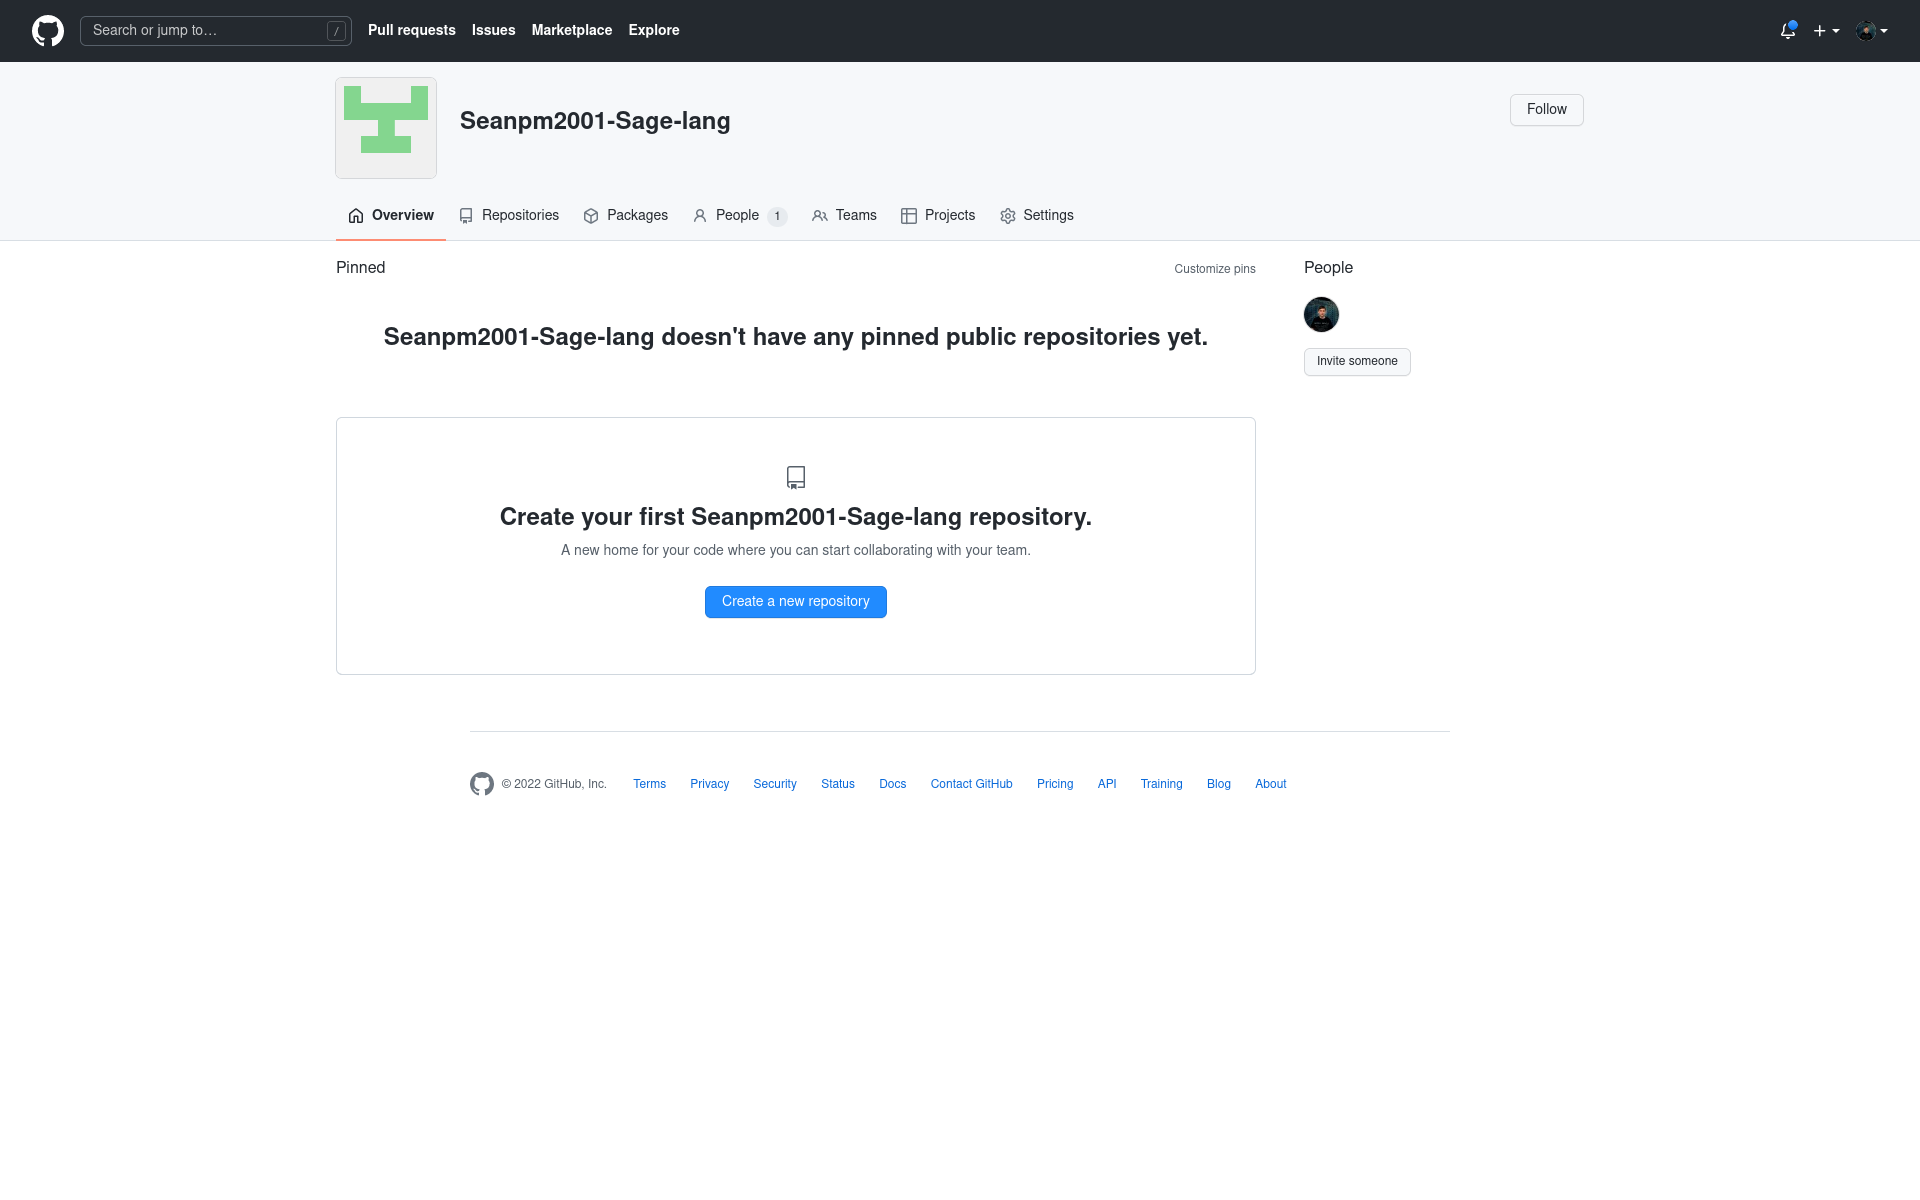 Search or jump to… / Pull requests Issues Marketplace Explore
Seanpm2001-Sage-lang
Follow
Overview Repositories Packages People 1 Teams Projects Settings
Pinned
Customize pins
Seanpm2001-Sage-lang doesn't have any pinned public repositories yet.
Create your first Seanpm2001-Sage-lang repository.
A new home for your code where you can start collaborating with your team.
Create a new repository
People
Invite someone
© 2022 GitHub, Inc. Terms Privacy Security Status Docs Contact GitHub Pricing API Training Blog About